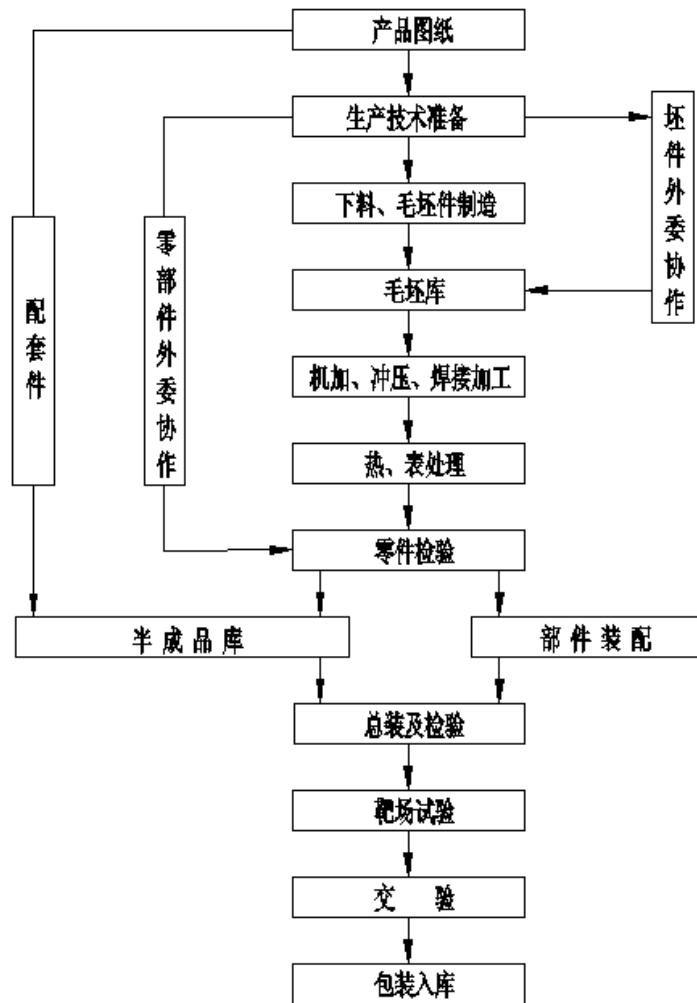 产品图纸
生产技术准备
坯件外委协作
下料、毛坯件制造
配套件
零部件外委协作
毛坯库
机加、冲压、焊接加工
热、表处理
零件检验
半成品库
部件装配
总装及检验
靶场试验
交 验
包装入库